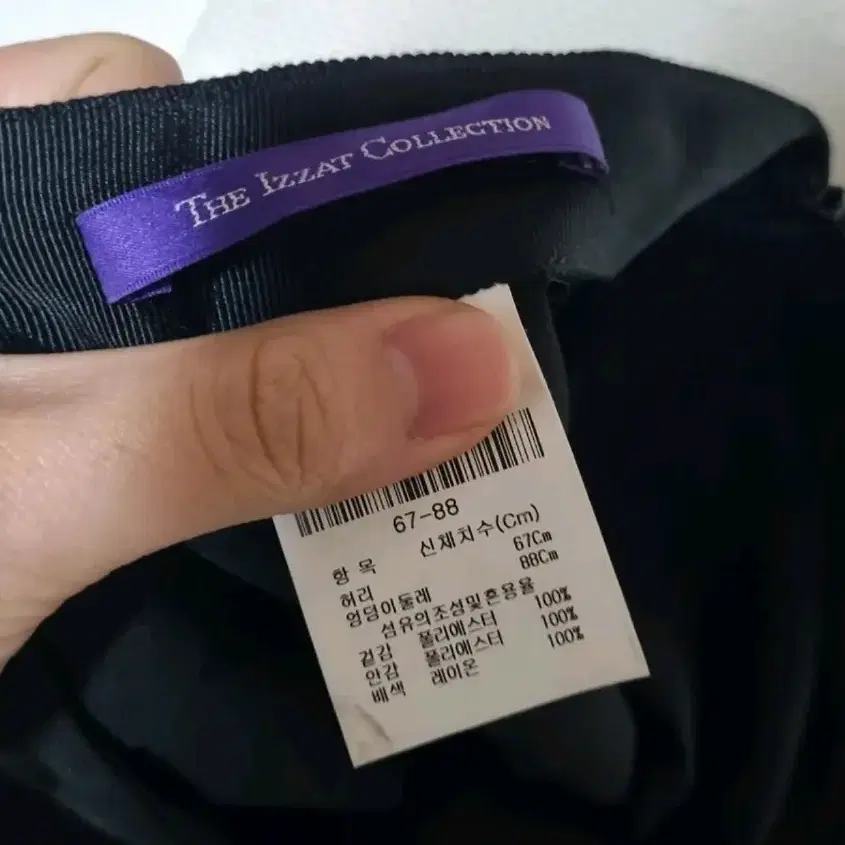 THE IZZAT COLLECTION
67-88
항 목 신체치수(Cm)
허리 67Cm
엉덩이둘레 88Cm
섬유의조성및혼용율
겉감 폴리에스터 100%
안감 폴리에스터 100%
배색 레이온 100%